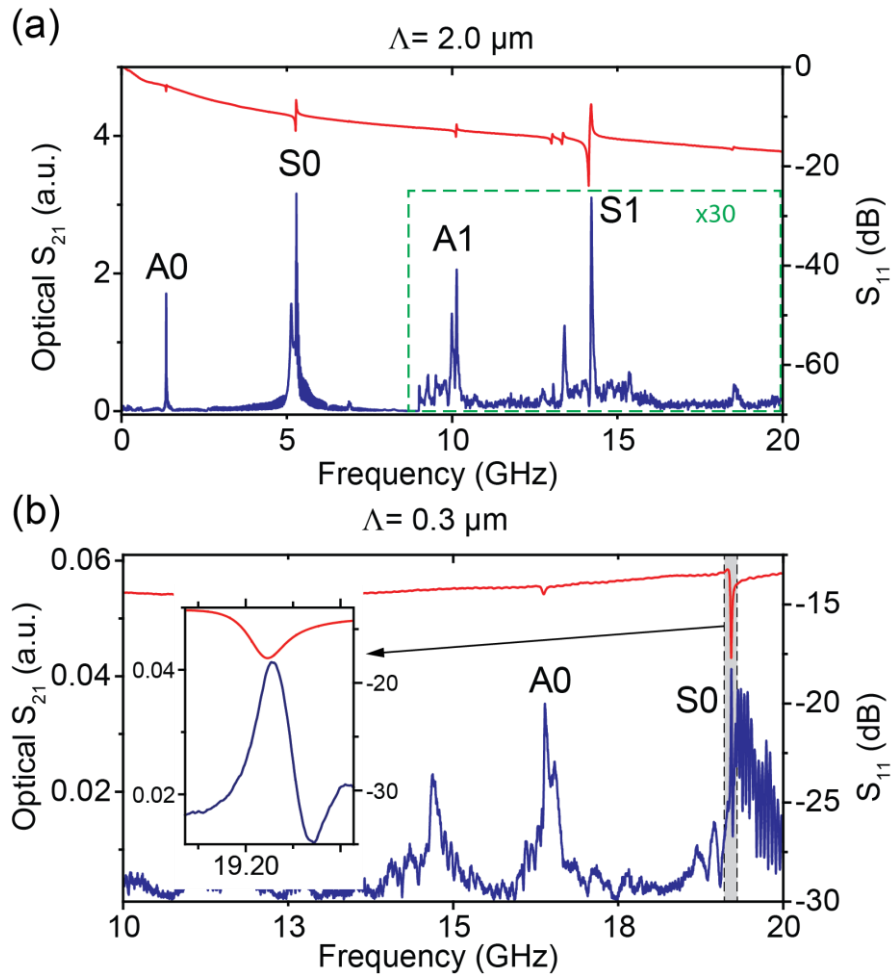 (a)
Λ= 2.0 µm
Optical S21 (a.u.)
4
2
0
A0
S0
A1
S1
x30
0
-20
-40
-60
S11 (dB)
0 5 10 15 20
Frequency (GHz)
(b)
Λ= 0.3 µm
Optical S21 (a.u.)
0.06
0.04
0.02
0.04
0.02
-20
-30
19.20
A0
S0
-15
-20
-25
-30
S11 (dB)
10 13 15 18 20
Frequency (GHz)